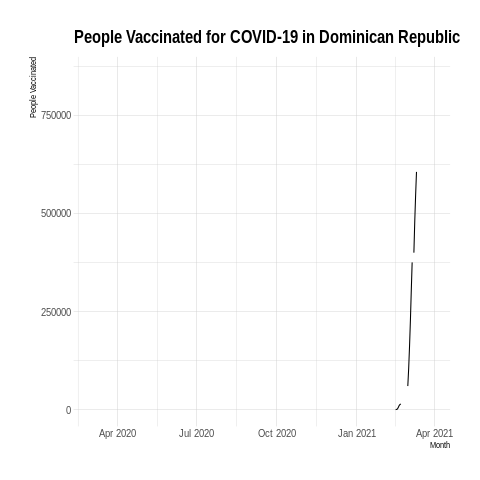 People Vaccinated for COVID-19 in Dominican Republic
People Vaccinated
750000
500000
250000
0
Apr 2020 Jul 2020 Oct 2020 Jan 2021 Apr 2021
Month